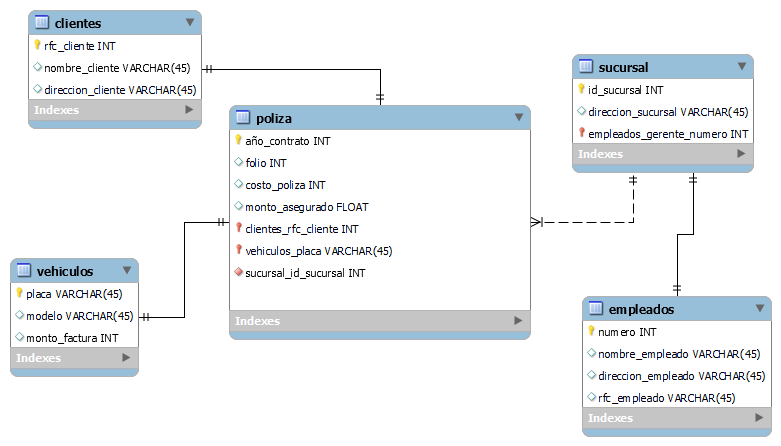 clientes
rfc_cliente INT
nombre_cliente VARCHAR(45)
direccion_cliente VARCHAR(45)
Indexes
poliza
año_contrato INT
folio INT
costo_poliza INT
monto_asegurado FLOAT
clientes_rfc_cliente INT
vehiculos_placa VARCHAR(45)
sucursal_id_sucursal INT
Indexes
sucursal
id_sucursal INT
direccion_sucursal VARCHAR(45)
empleados_gerente_numero INT
Indexes
vehiculos
placa VARCHAR(45)
modelo VARCHAR(45)
monto_factura INT
Indexes
empleados
numero INT
nombre_empleado VARCHAR(45)
direccion_empleado VARCHAR(45)
rfc_empleado VARCHAR(45)
Indexes